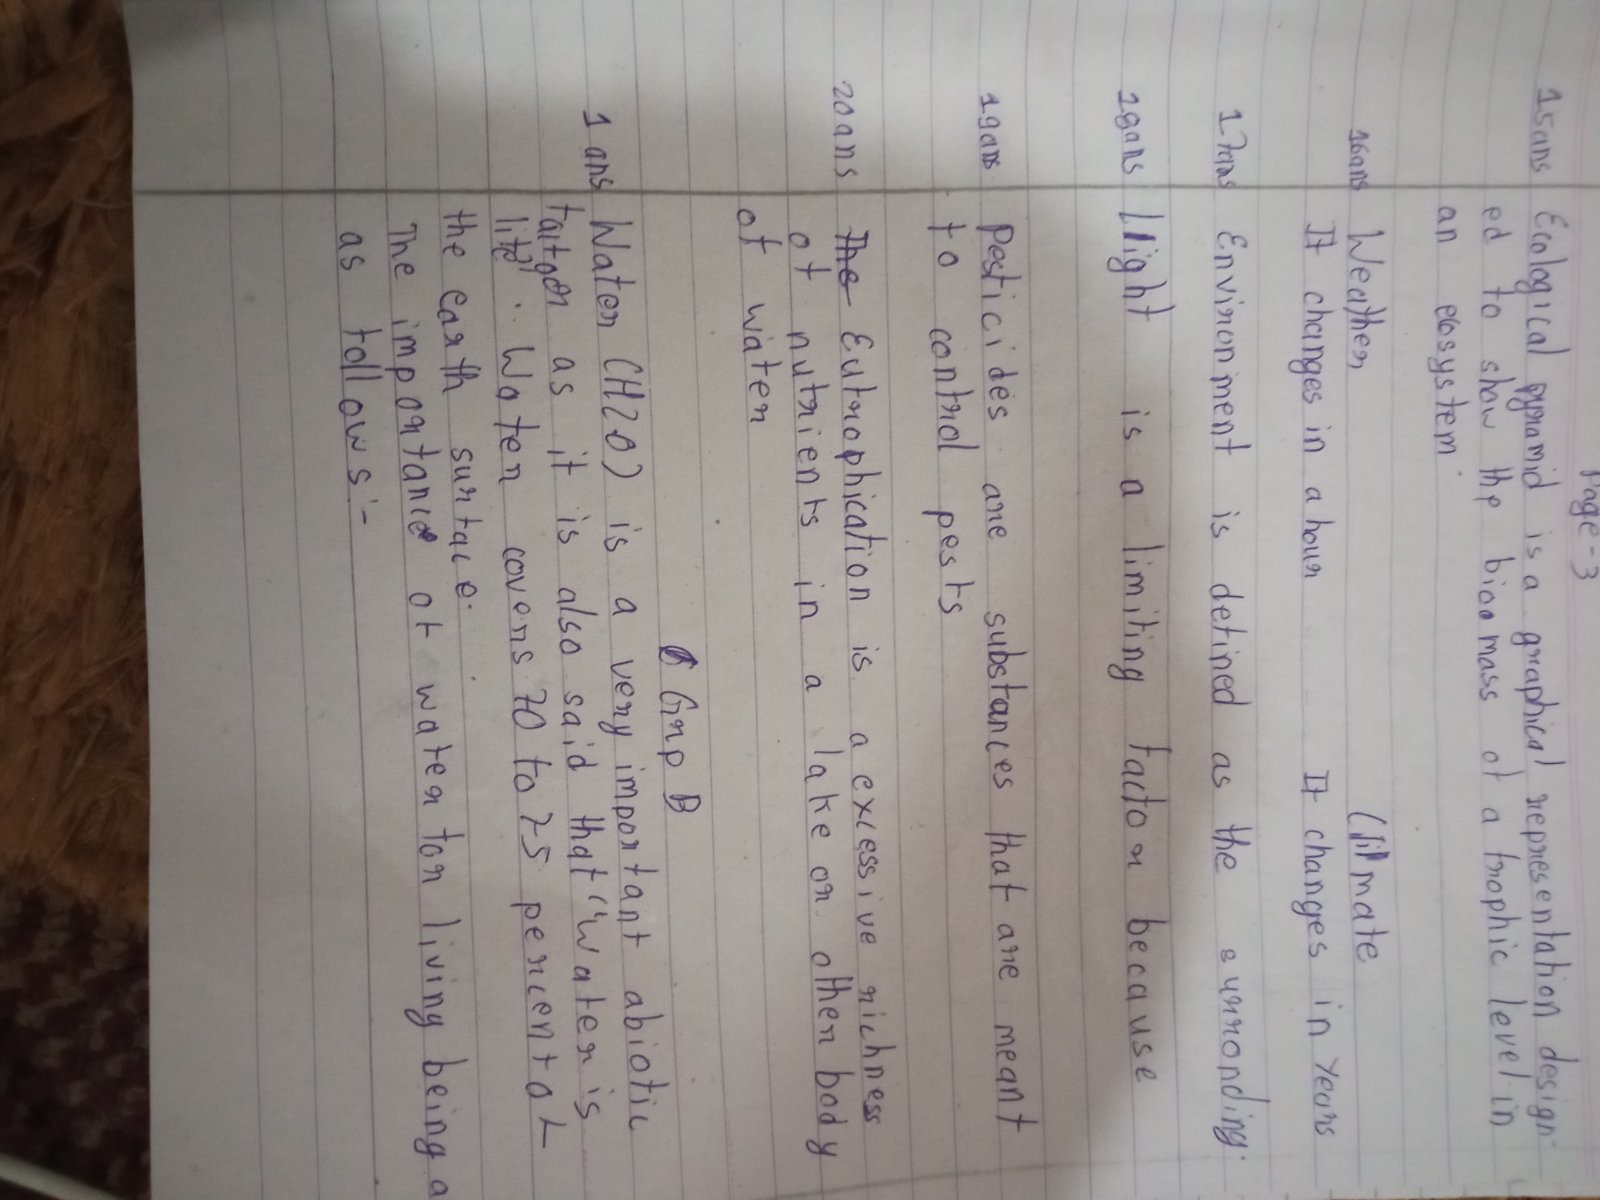 Page-3
15ans Ecological pyramid is a graphical representation design-
ed to show the biomass of a trophic level in
an ecosystem.
16ans Weather Climate
It changes in a hour It changes in Years
17ans Environment is defined as the surronding.
18ans Light is a limiting factor because
19ans Pesticides are substances that are meant
to control pests
20ans The Eutrophication is a excessive richness
of nutrients in a lake or other body
of water
Grp B
1 ans Water (H2O) is a very important abiotic
factor as it is also said that "Water is
life". Water covers 70 to 75 percent of
the earth surface.
The importance of water for living being a
as follows:-